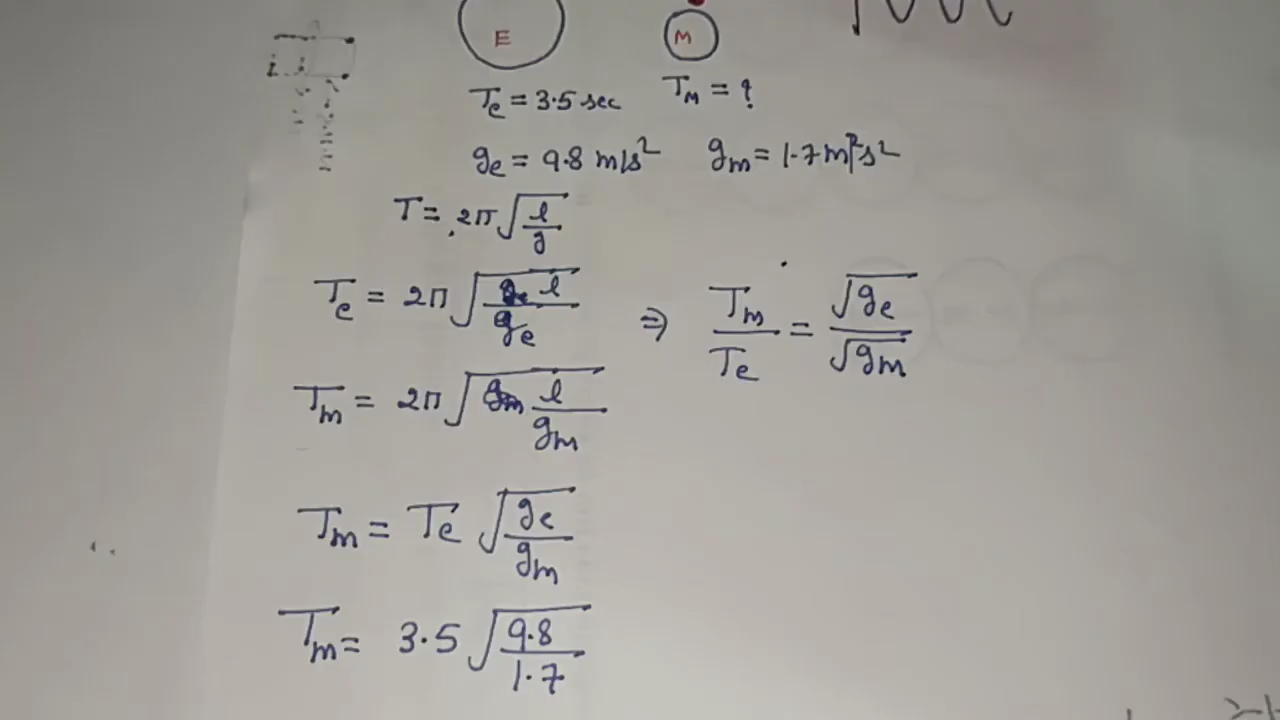 E M
Te = 3.5 sec TM = ?
ge = 9.8 m/s² gm = 1.7 m/s²
T = 2π√(l/g)
Te = 2π√(l/ge) ⇒ Tm/Te = √ge/√gm
Tm = 2π√(l/gm)
Tm = Te √(ge/gm)
Tm = 3.5 √(9.8/1.7)